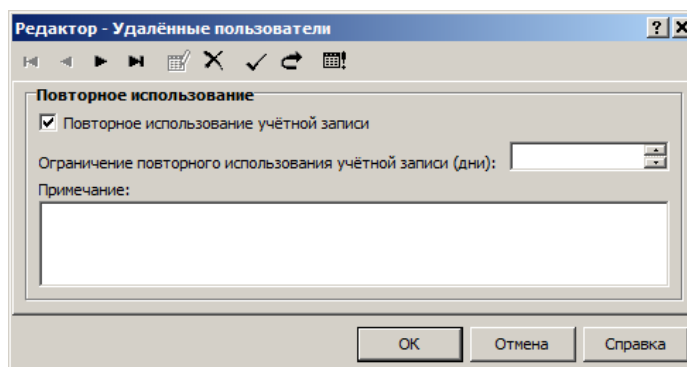 Редактор - Удалённые пользователи
Повторное использование
Повторное использование учётной записи
Ограничение повторного использования учётной записи (дни):
Примечание:
ОК Отмена Справка